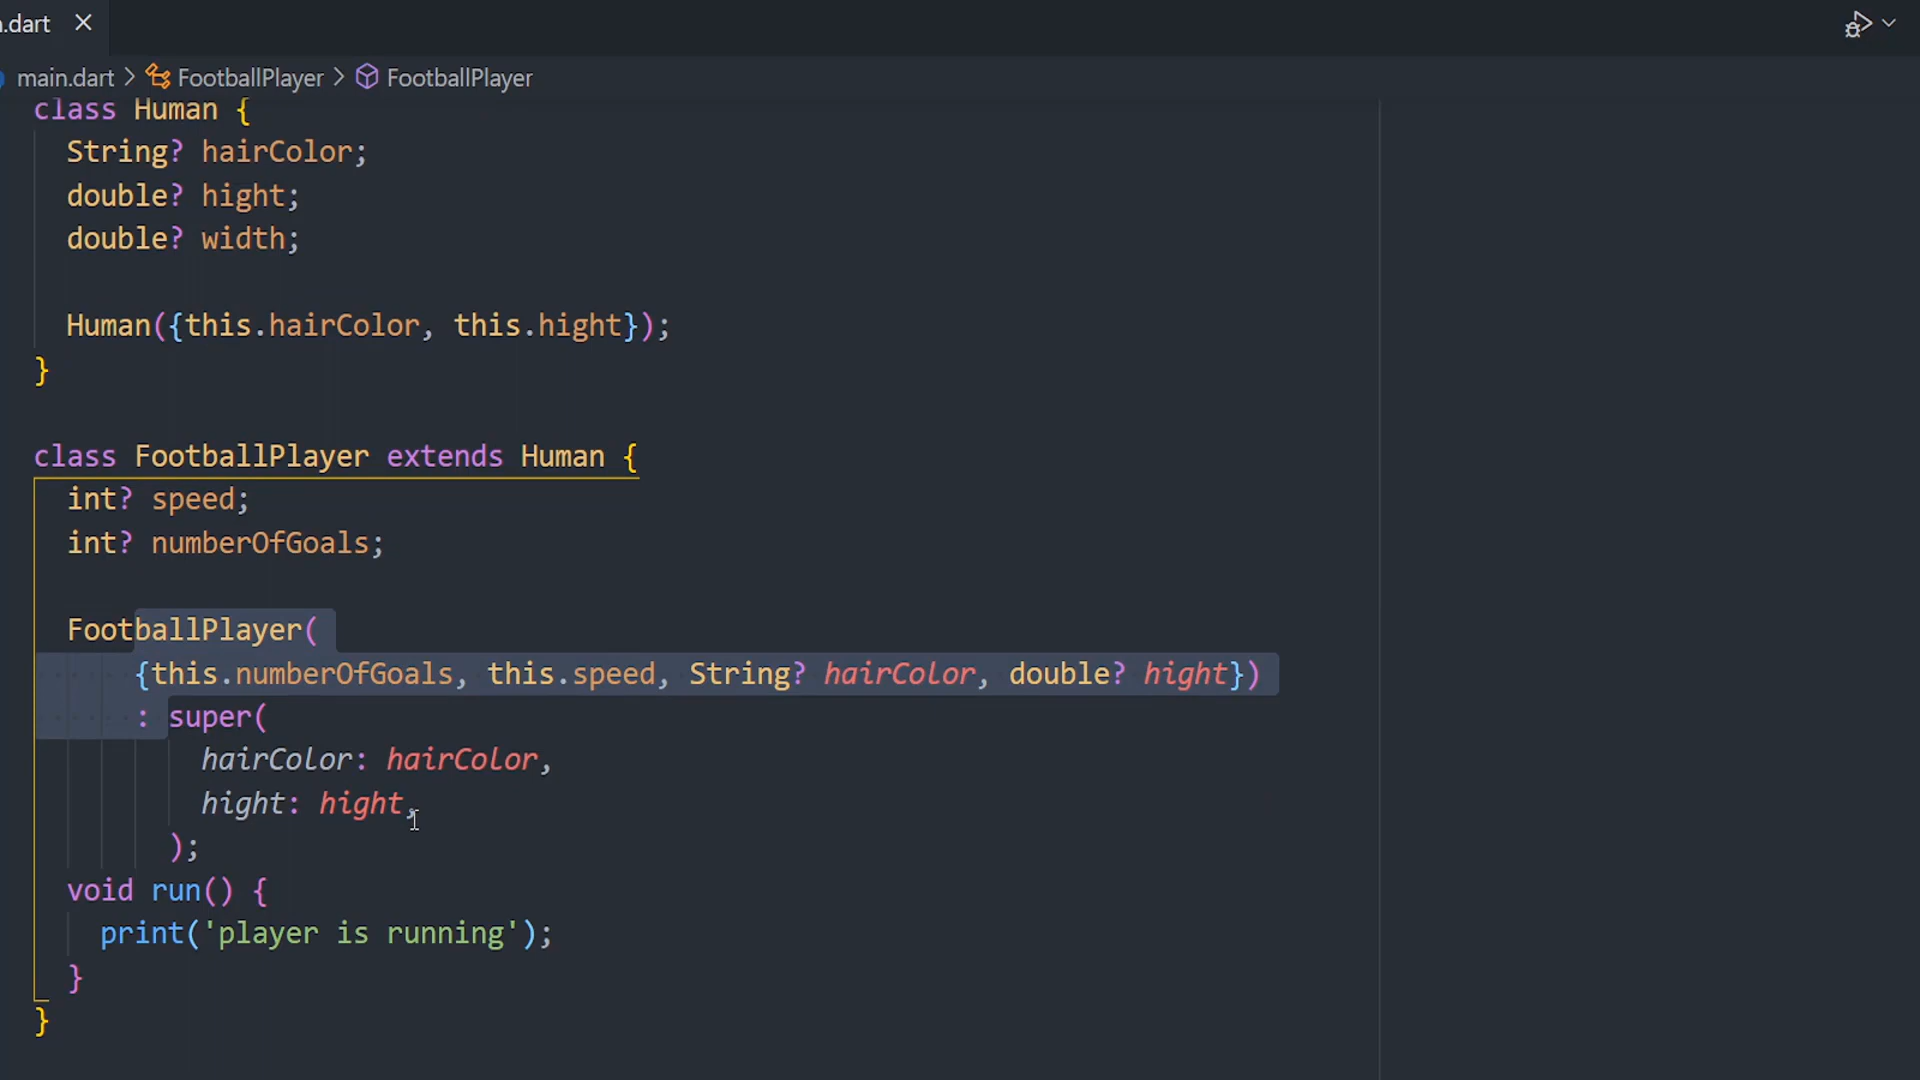 .dart
main.dart > FootballPlayer > FootballPlayer
class Human {
String? hairColor;
double? hight;
double? width;
Human({this.hairColor, this.hight});
}
class FootballPlayer extends Human {
int? speed;
int? numberOfGoals;
FootballPlayer(
{this.numberOfGoals, this.speed, String? hairColor, double? hight})
: super(
hairColor: hairColor,
hight: hight,
);
void run() {
print('player is running');
}
}